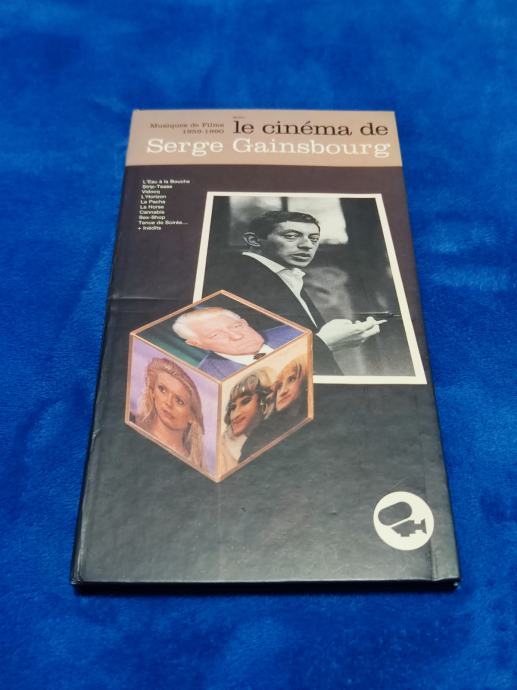 Musiques de Films
1959-1990
le cinéma de
Serge Gainsbourg
L'Eau à la Bouche
Strip-Tease
Vidocq
L'Horizon
Le Pacha
La Horse
Cannabis
Sex-Shop
Tenue de Soirée...
+ Inédits